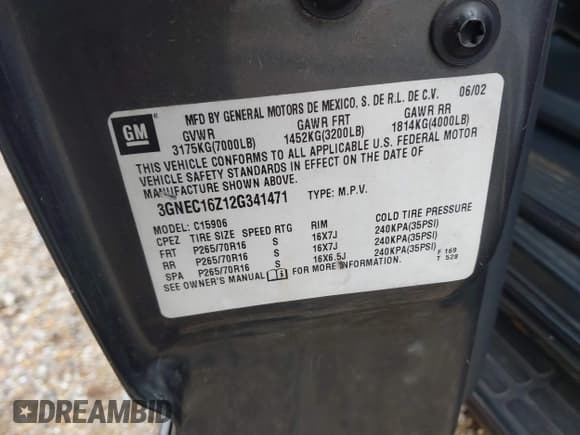 GM
MFD BY GENERAL MOTORS DE MEXICO, S. DE R.L. DE C.V. 06/02
GVWR GAWR FRT GAWR RR
3175KG(7000LB) 1452KG(3200LB) 1814KG(4000LB)
THIS VEHICLE CONFORMS TO ALL APPLICABLE U.S. FEDERAL MOTOR
VEHICLE SAFETY STANDARDS IN EFFECT ON THE DATE OF
MANUFACTURE SHOWN ABOVE.
3GNEC16Z12G341471 TYPE: M.P.V.
MODEL: C15906
CPEZ TIRE SIZE SPEED RTG RIM COLD TIRE PRESSURE
FRT P265/70R16 S 16X7J 240KPA(35PSI)
RR P265/70R16 S 16X7J 240KPA(35PSI)
SPA P265/70R16 S 16X6.5J 240KPA(35PSI)
SEE OWNER'S MANUAL FOR MORE INFORMATION.
F 169
T 528
DREAMBID